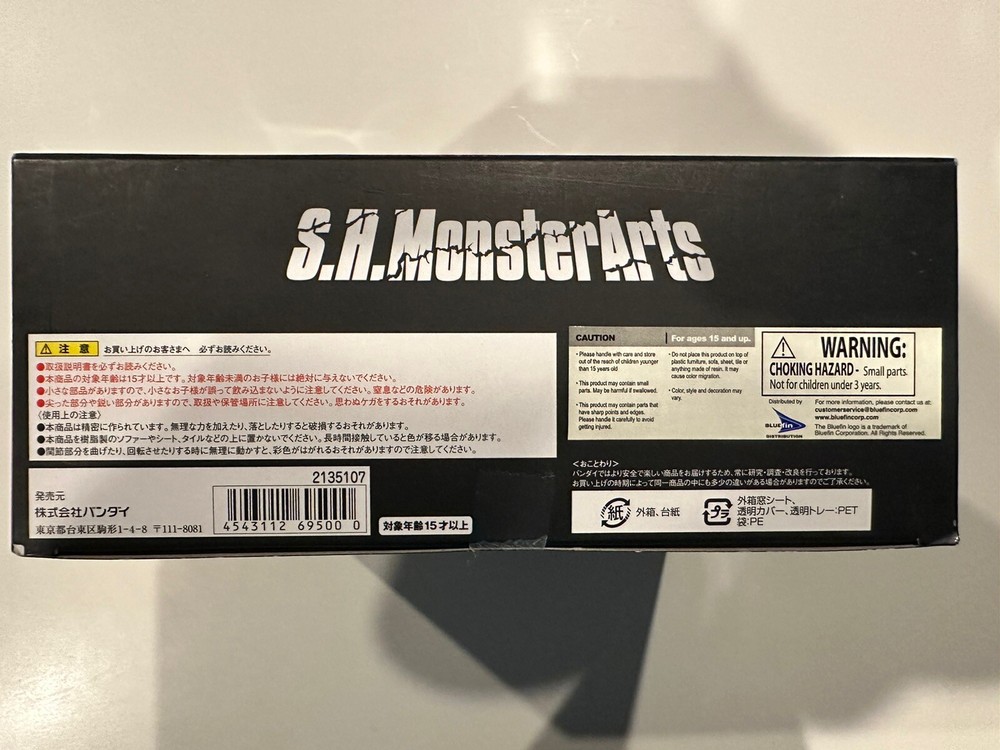 S.H.MonsterArts
注意 お買い上げのお客さまへ 必ずお読みください。
●取扱説明書を必ずお読みください。
●本商品の対象年齢は15才以上です。対象年齢未満のお子様には絶対に与えないでください。
●小さな部品がありますので、小さなお子様が誤って飲み込まないように注意してください。窒息などの危険があります。
●尖った部分や鋭い部分がありますので、取扱や保管場所に注意してください。思わぬケガをするおそれがあります。
〈使用上の注意〉
●本商品は精密に作られています。無理な力を加えたり、落としたりすると破損するおそれがあります。
●本商品を樹脂製のソファーやシート、タイルなどの上に置かないでください。長時間接触していると色が移る場合があります。
●関節部分を曲げたり、回転させたりする時に無理に動かすと、彩色がはがれるおそれがありますので注意してください。
発売元
株式会社バンダイ
東京都台東区駒形1-4-8 〒111-8081
2135107
4543112 69500 0
対象年齢15才以上
CAUTION
For ages 15 and up.
• Please handle with care and store
out of the reach of children younger
than 15 years old
• This product may contain small
parts. May be harmful if swallowed.
• This product may contain parts that
have sharp points and edges.
Please handle it carefully to avoid
getting injured.
• Do not place this product on top of
plastic furniture, sofa, sheet, tile or
anything made of resin. It may
cause color migration.
• Color, style and decoration may
vary.
WARNING:
CHOKING HAZARD - Small parts.
Not for children under 3 years.
Distributed by
BLUEfin
DISTRIBUTION
For more information, please contact us at:
customerservice@bluefincorp.com
www.bluefincorp.com
The Bluefin logo is a trademark of
Bluefin Corporation. All Rights Reserved.
<おことわり>
バンダイではより安全で楽しい商品をお届けするため、常に研究・調査・改良を行っております。
お買い上げの時期によって同一商品の中にも多少の違いがある場合がありますのでご了承ください。
紙 外箱、台紙
プラ 外箱窓シート、
透明カバー、透明トレー:PET
袋:PE